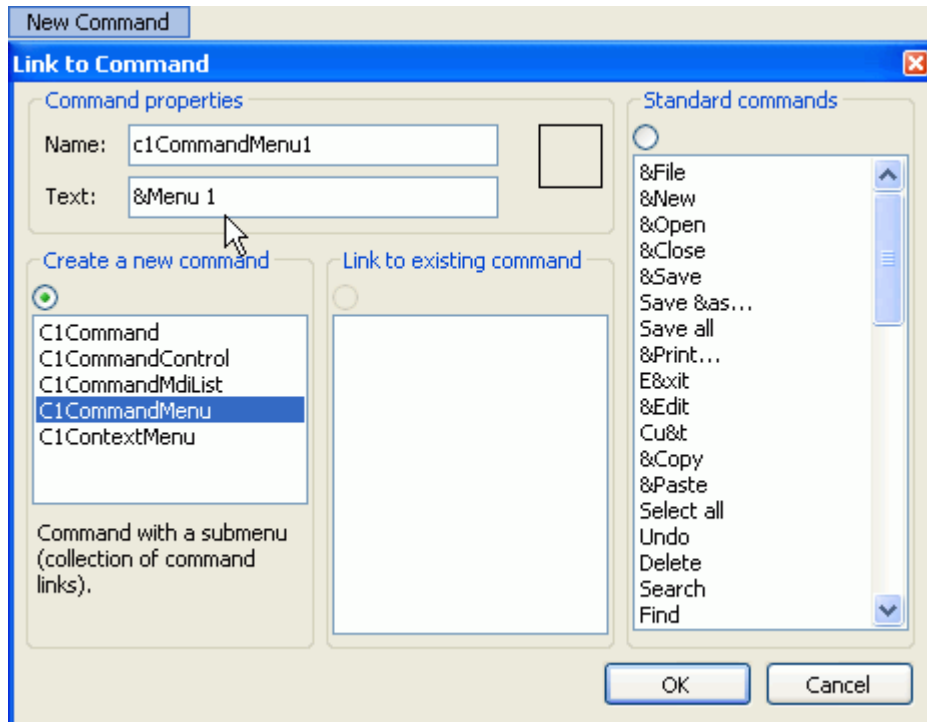 New Command
Link to Command
Command properties
Name: c1CommandMenu1
Text: &Menu 1
Create a new command
C1Command
C1CommandControl
C1CommandMdiList
C1CommandMenu
C1ContextMenu
Command with a submenu
(collection of command
links).
Link to existing command
Standard commands
&File
&New
&Open
&Close
&Save
Save &as...
Save all
&Print...
E&xit
&Edit
Cu&t
&Copy
&Paste
Select all
Undo
Delete
Search
Find
OK
Cancel